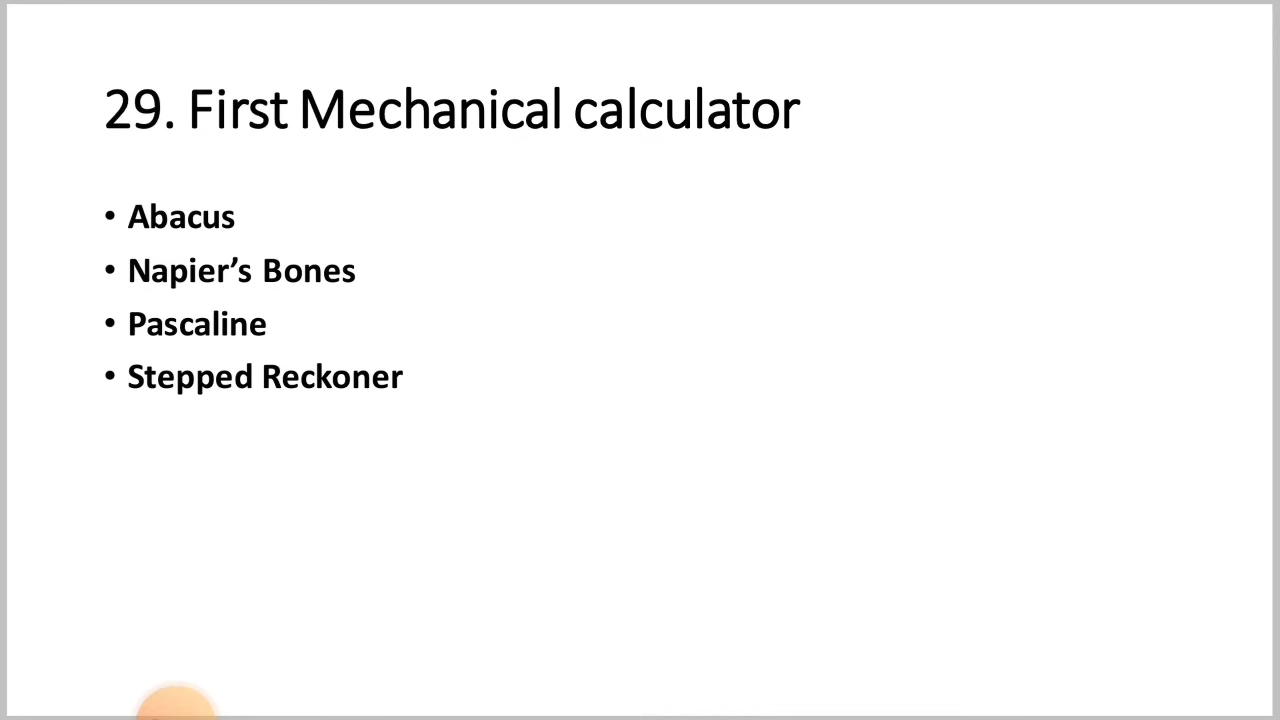 29. First Mechanical calculator
• Abacus
• Napier’s Bones
• Pascaline
• Stepped Reckoner